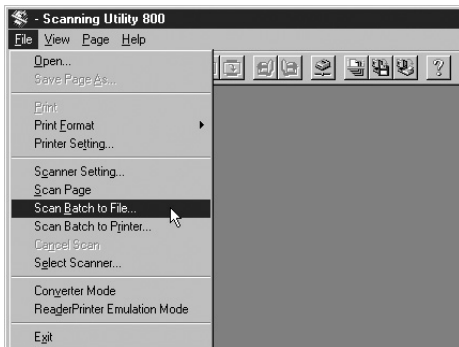 - Scanning Utility 800
File View Page Help
Open...
Save Page As...
Print
Print Format
Printer Setting...
Scanner Setting...
Scan Page
Scan Batch to File...
Scan Batch to Printer...
Cancel Scan
Select Scanner...
Converter Mode
ReaderPrinter Emulation Mode
Exit